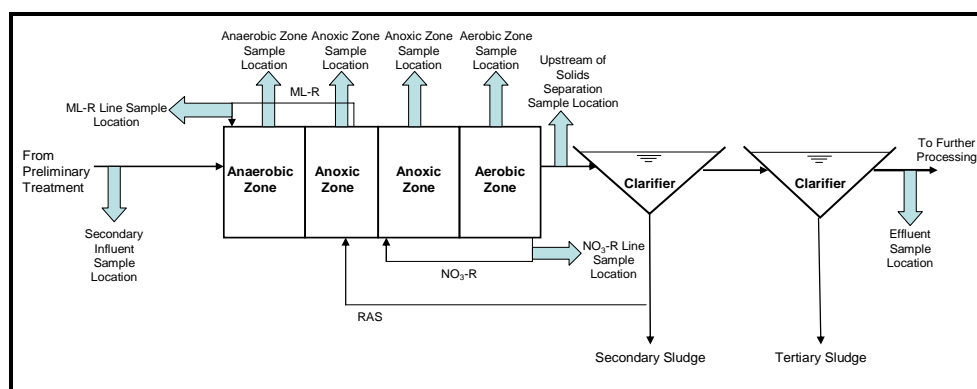 Anaerobic Zone
Sample
Location
Anoxic Zone
Sample
Location
Anoxic Zone
Sample
Location
Aerobic Zone
Sample
Location
Upstream of
Solids
Separation
Sample Location
ML-R
ML-R Line Sample
Location
From
Preliminary
Treatment
Anaerobic
Zone
Anoxic
Zone
Anoxic
Zone
Aerobic
Zone
Clarifier
Clarifier
To Further
Processing
Secondary
Influent
Sample
Location
NO₃-R
NO₃-R Line
Sample
Location
Effluent
Sample
Location
RAS
Secondary Sludge
Tertiary Sludge